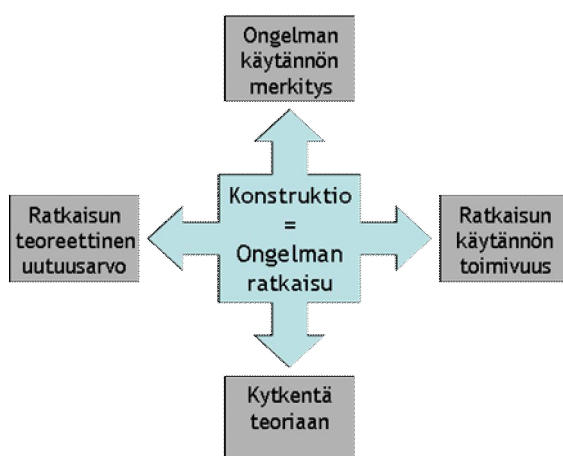 Ongelman
käytännön
merkitys
Ratkaisun
teoreettinen
uutuusarvo
Konstruktio
=
Ongelman
ratkaisu
Ratkaisun
käytännön
toimivuus
Kytkentä
teoriaan